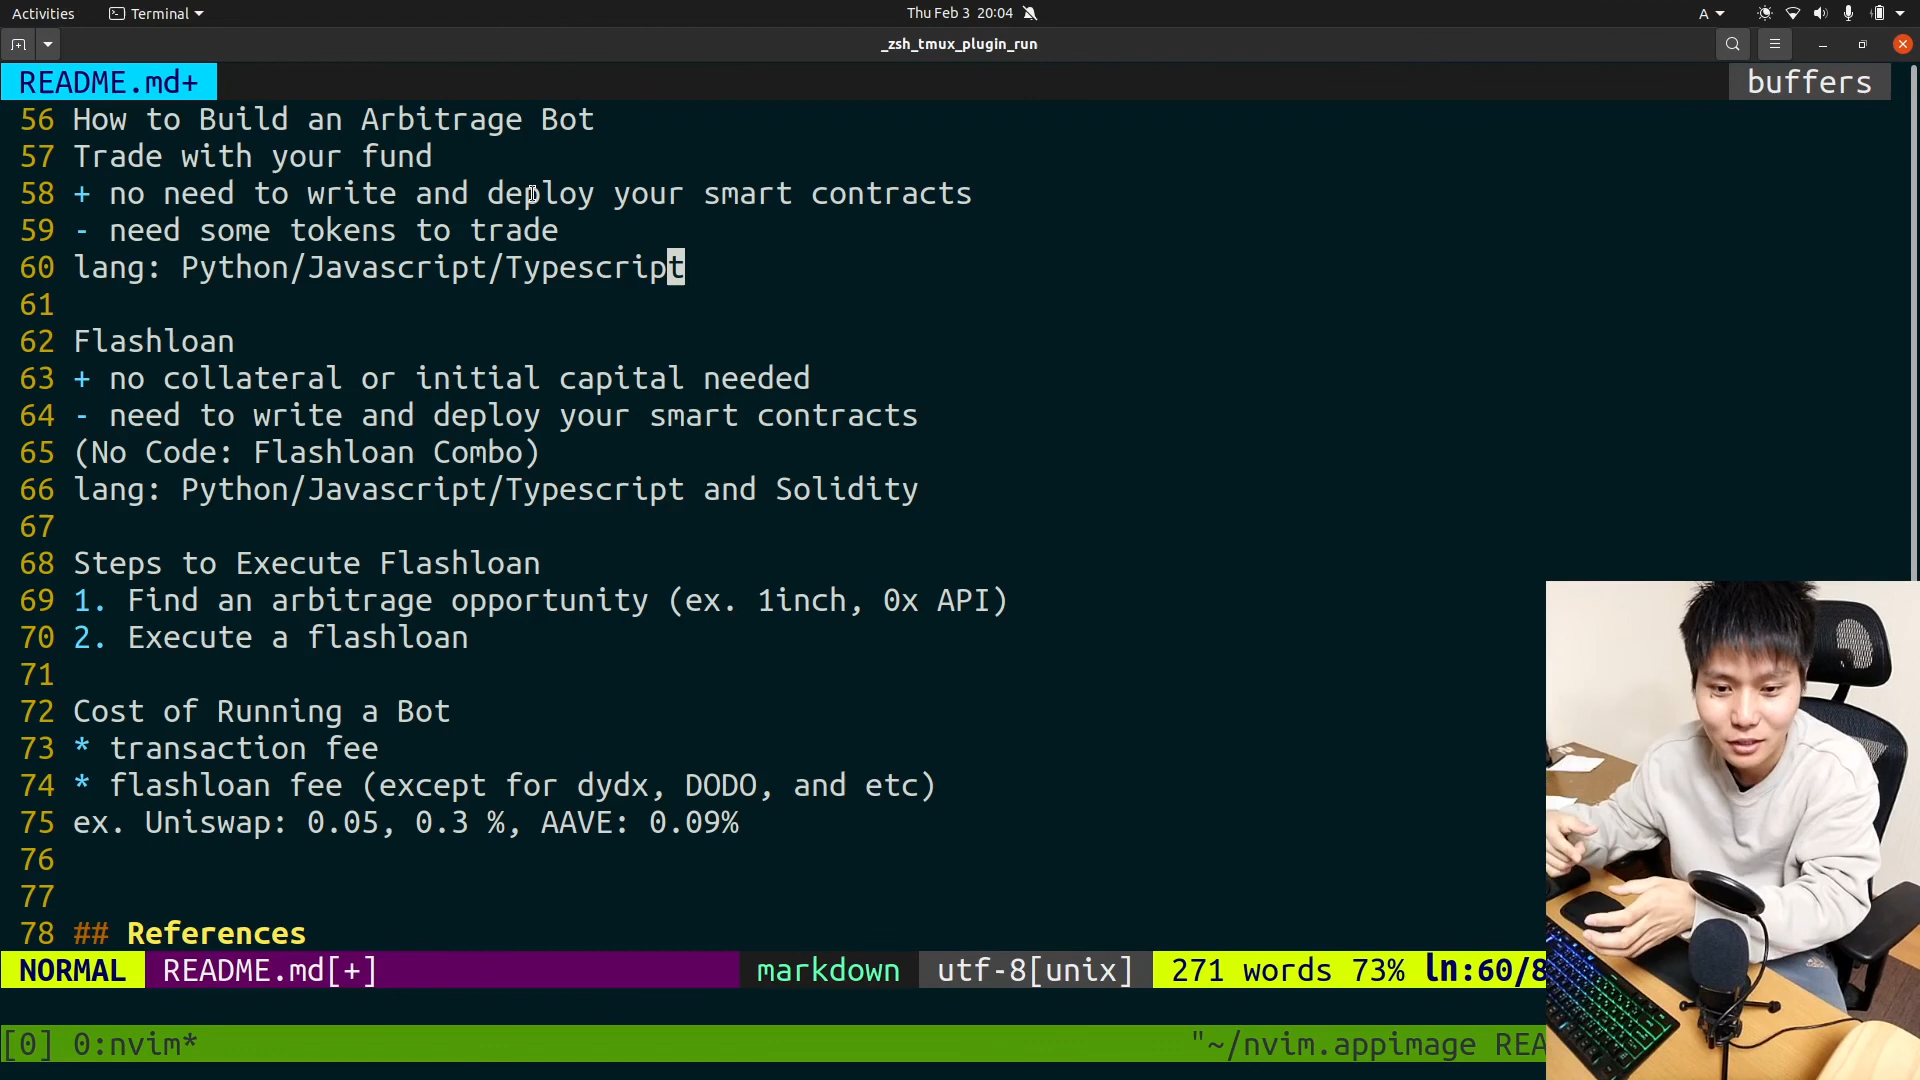 Activities Terminal Thu Feb 3 20:04 A
_zsh_tmux_plugin_run
README.md+ buffers
56 How to Build an Arbitrage Bot
57 Trade with your fund
58 + no need to write and deploy your smart contracts
59 - need some tokens to trade
60 lang: Python/Javascript/Typescript
61
62 Flashloan
63 + no collateral or initial capital needed
64 - need to write and deploy your smart contracts
65 (No Code: Flashloan Combo)
66 lang: Python/Javascript/Typescript and Solidity
67
68 Steps to Execute Flashloan
69 1. Find an arbitrage opportunity (ex. 1inch, 0x API)
70 2. Execute a flashloan
71
72 Cost of Running a Bot
73 * transaction fee
74 * flashloan fee (except for dydx, DODO, and etc)
75 ex. Uniswap: 0.05, 0.3 %, AAVE: 0.09%
76
77
78 ## References
NORMAL README.md[+] markdown utf-8[unix] 271 words 73% ln:60/8
[0] 0:nvim* "~/nvim.appimage REA